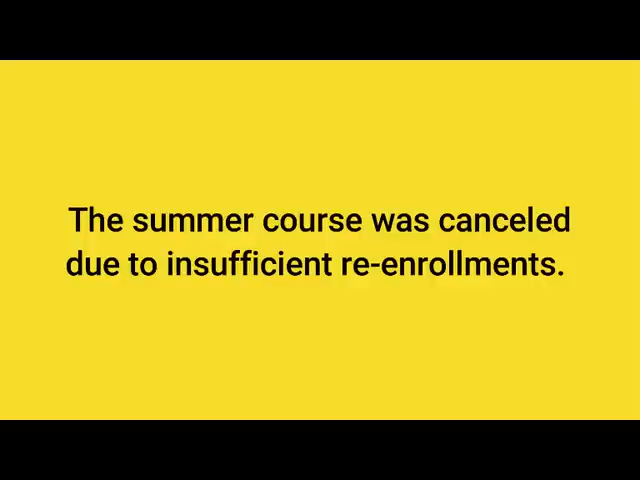 The summer course was canceled
due to insufficient re-enrollments.